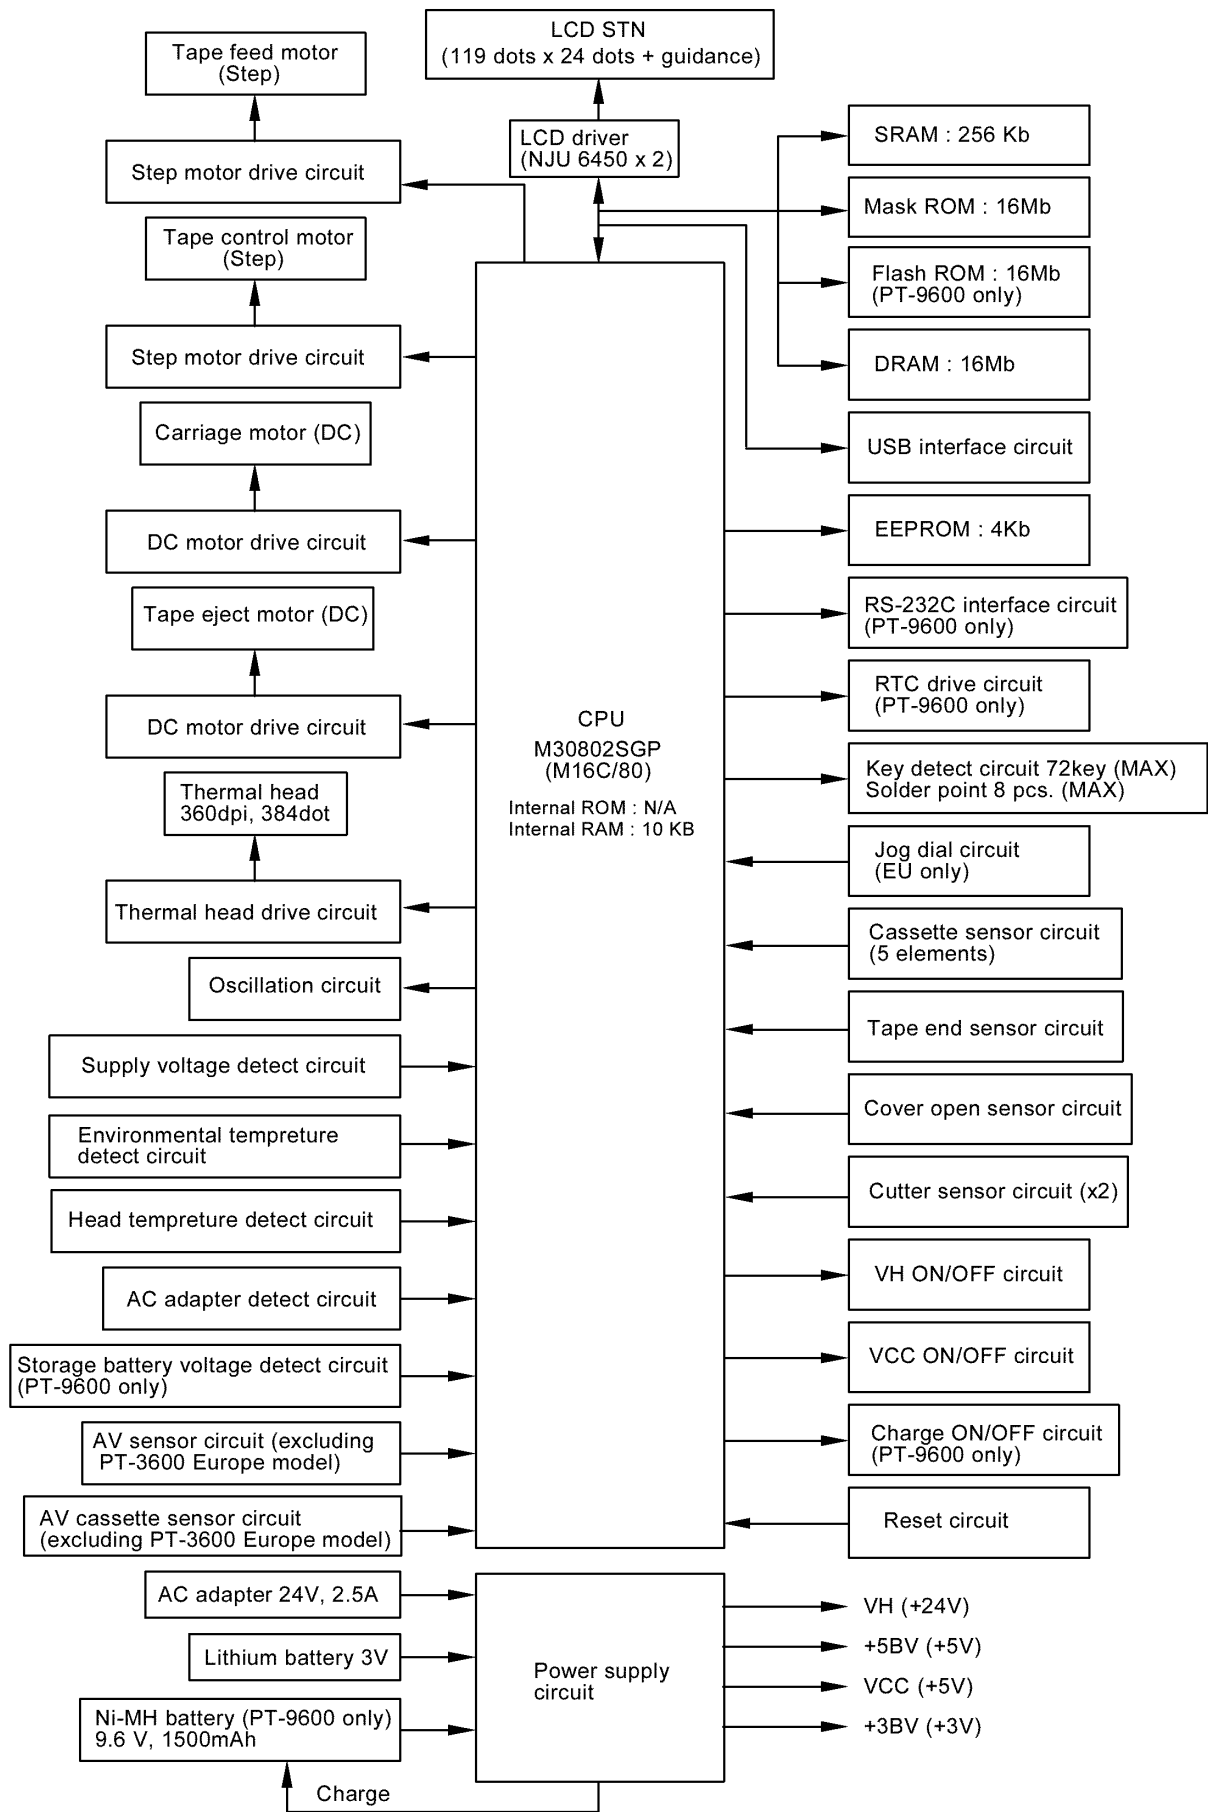 LCD STN
(119 dots x 24 dots + guidance)
Tape feed motor
(Step)
LCD driver
(NJU 6450 x 2)
Step motor drive circuit
Tape control motor
(Step)
Step motor drive circuit
Carriage motor (DC)
DC motor drive circuit
Tape eject motor (DC)
DC motor drive circuit
Thermal head
360dpi, 384dot
Thermal head drive circuit
Oscillation circuit
Supply voltage detect circuit
Environmental tempreture
detect circuit
Head tempreture detect circuit
AC adapter detect circuit
Storage battery voltage detect circuit
(PT-9600 only)
AV sensor circuit (excluding
PT-3600 Europe model)
AV cassette sensor circuit
(excluding PT-3600 Europe model)
CPU
M30802SGP
(M16C/80)
Internal ROM : N/A
Internal RAM : 10 KB
SRAM : 256 Kb
Mask ROM : 16Mb
Flash ROM : 16Mb
(PT-9600 only)
DRAM : 16Mb
USB interface circuit
EEPROM : 4Kb
RS-232C interface circuit
(PT-9600 only)
RTC drive circuit
(PT-9600 only)
Key detect circuit 72key (MAX)
Solder point 8 pcs. (MAX)
Jog dial circuit
(EU only)
Cassette sensor circuit
(5 elements)
Tape end sensor circuit
Cover open sensor circuit
Cutter sensor circuit (x2)
VH ON/OFF circuit
VCC ON/OFF circuit
Charge ON/OFF circuit
(PT-9600 only)
Reset circuit
AC adapter 24V, 2.5A
Lithium battery 3V
Ni-MH battery (PT-9600 only)
9.6 V, 1500mAh
Charge
Power supply
circuit
VH (+24V)
+5BV (+5V)
VCC (+5V)
+3BV (+3V)